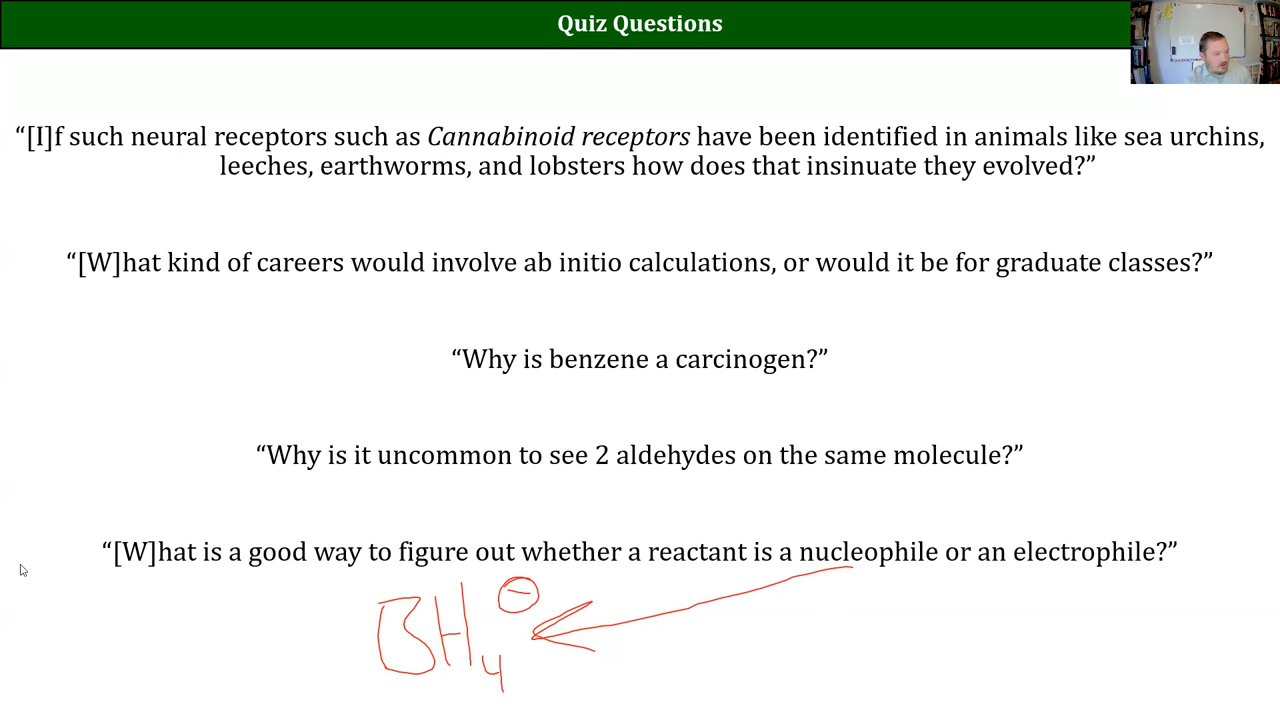 Quiz Questions
“[I]f such neural receptors such as Cannabinoid receptors have been identified in animals like sea urchins,
leeches, earthworms, and lobsters how does that insinuate they evolved?”
“[W]hat kind of careers would involve ab initio calculations, or would it be for graduate classes?”
“Why is benzene a carcinogen?”
“Why is it uncommon to see 2 aldehydes on the same molecule?”
“[W]hat is a good way to figure out whether a reactant is a nucleophile or an electrophile?”
BH₄⊖